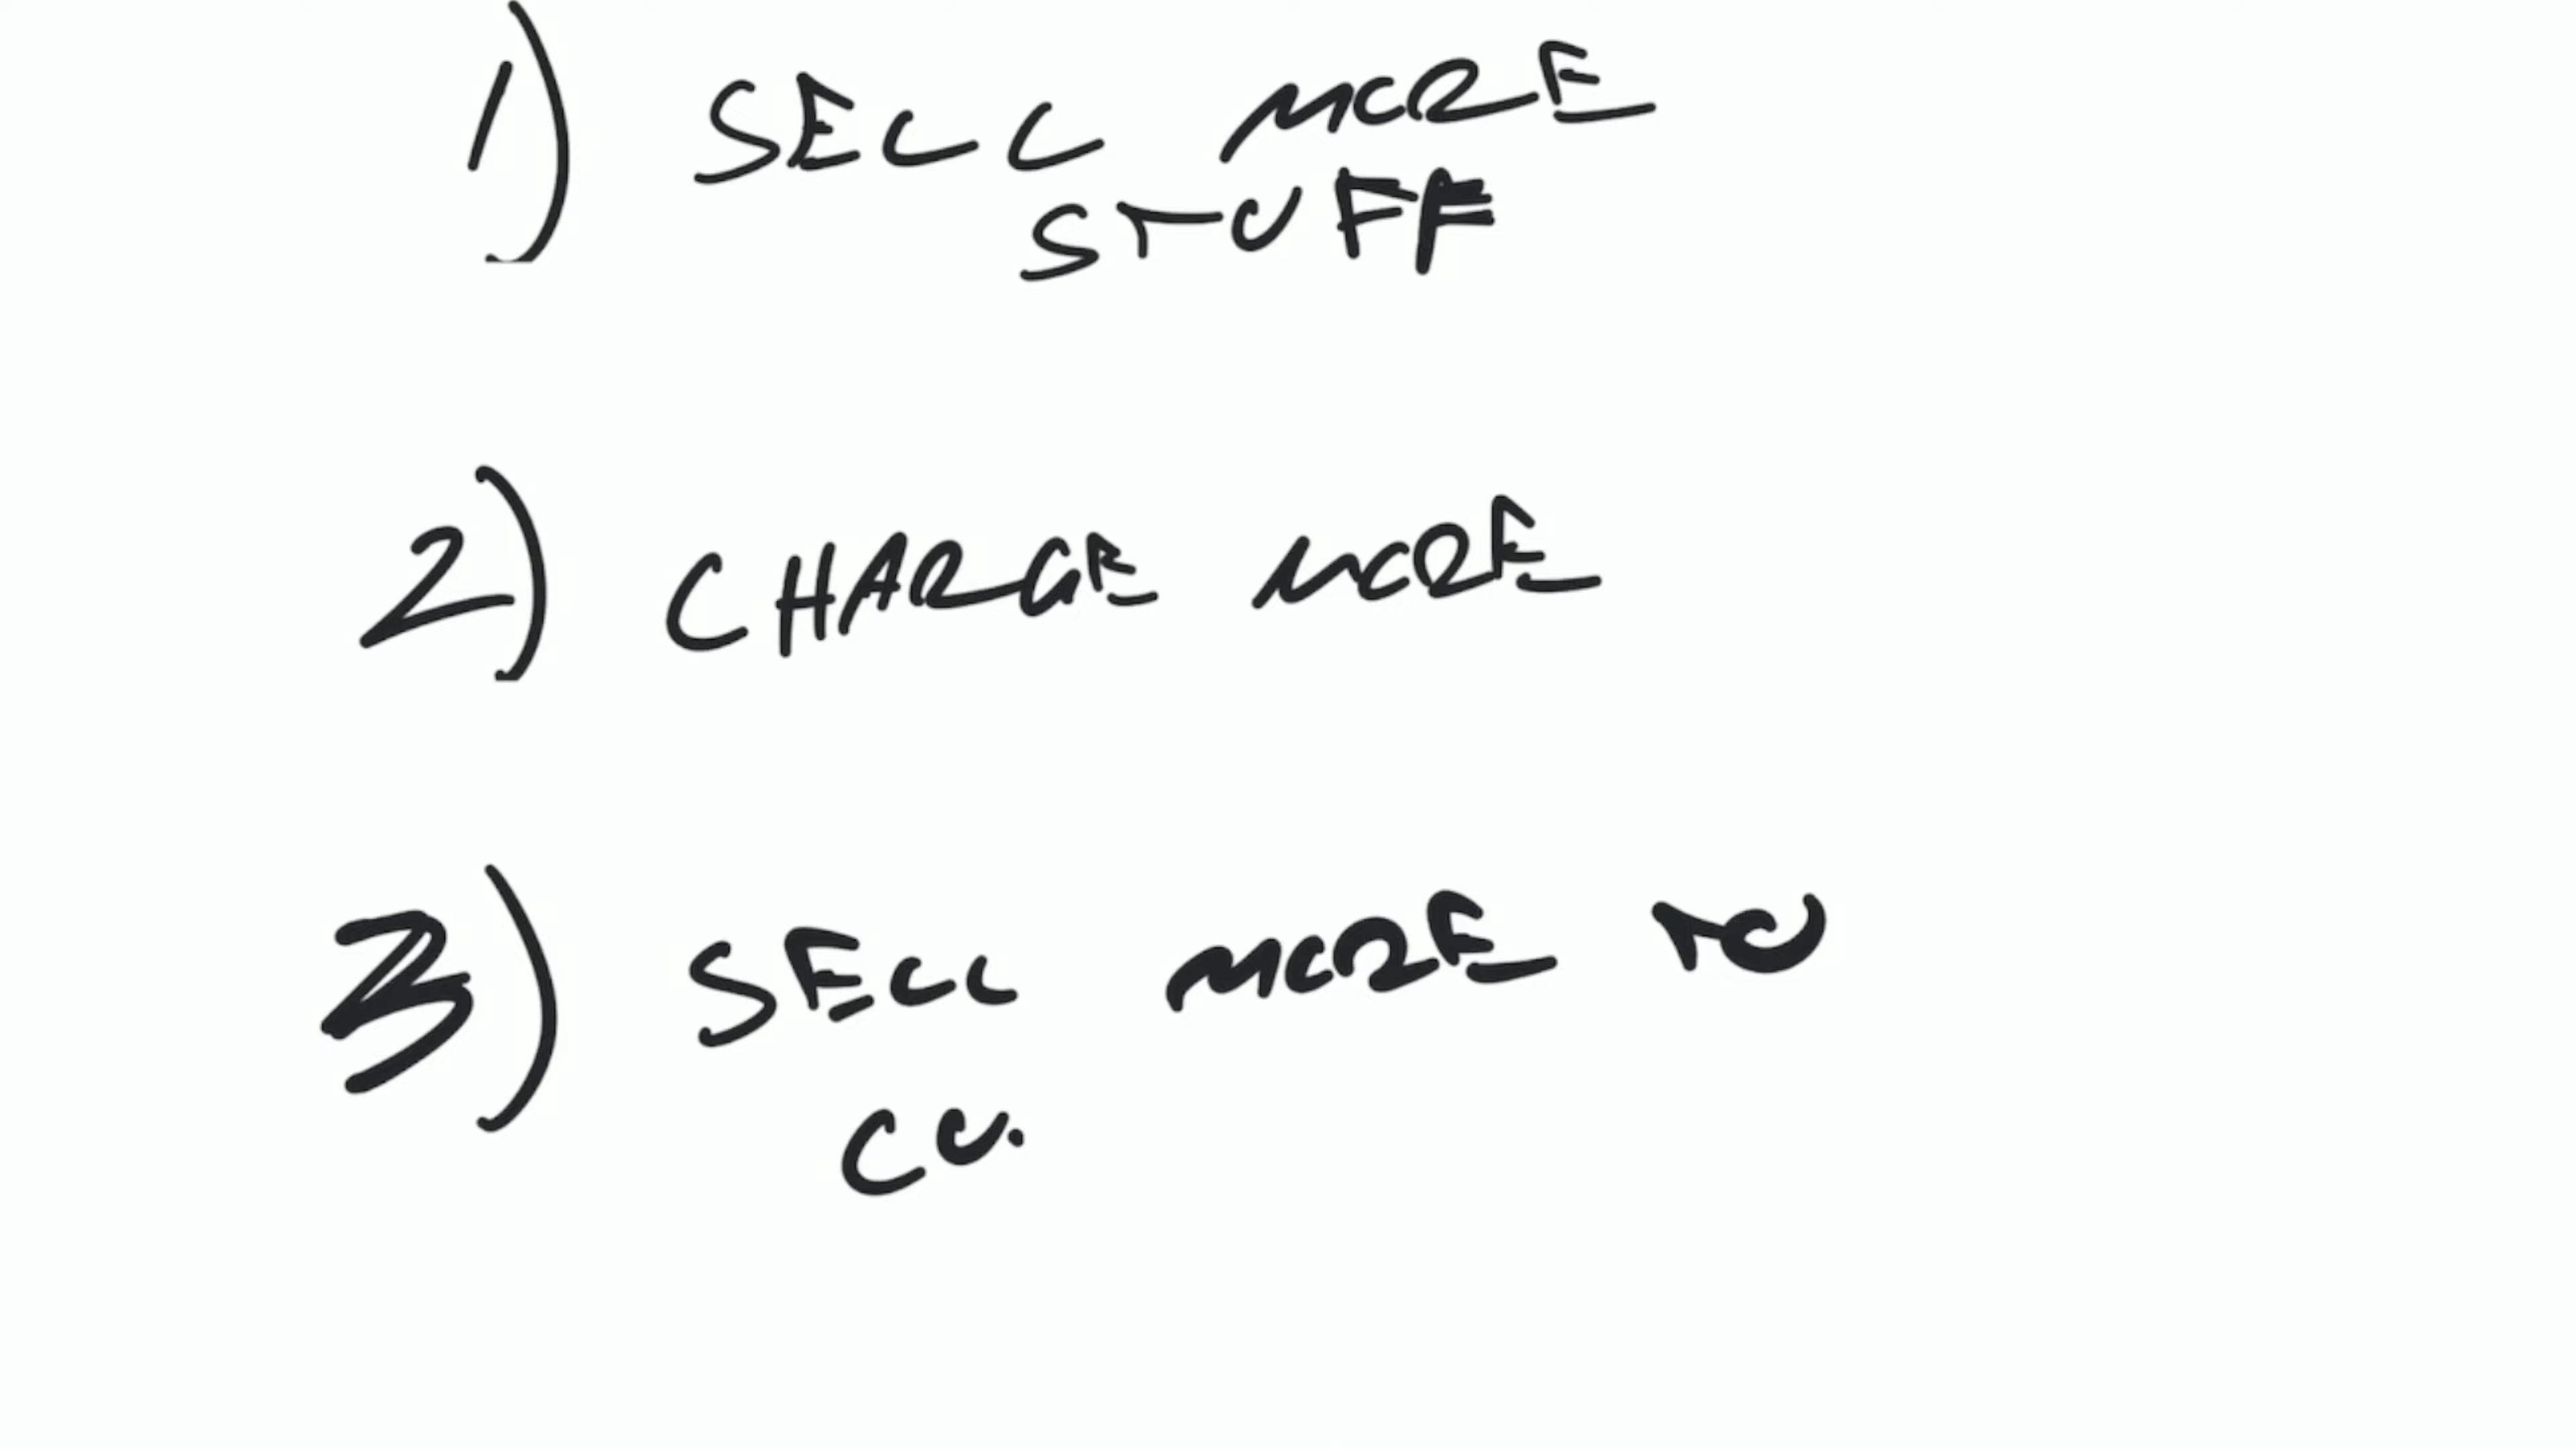 1) SELL MORE
STUFF
2) CHARGE MORE
3) SELL MORE TO
CU.